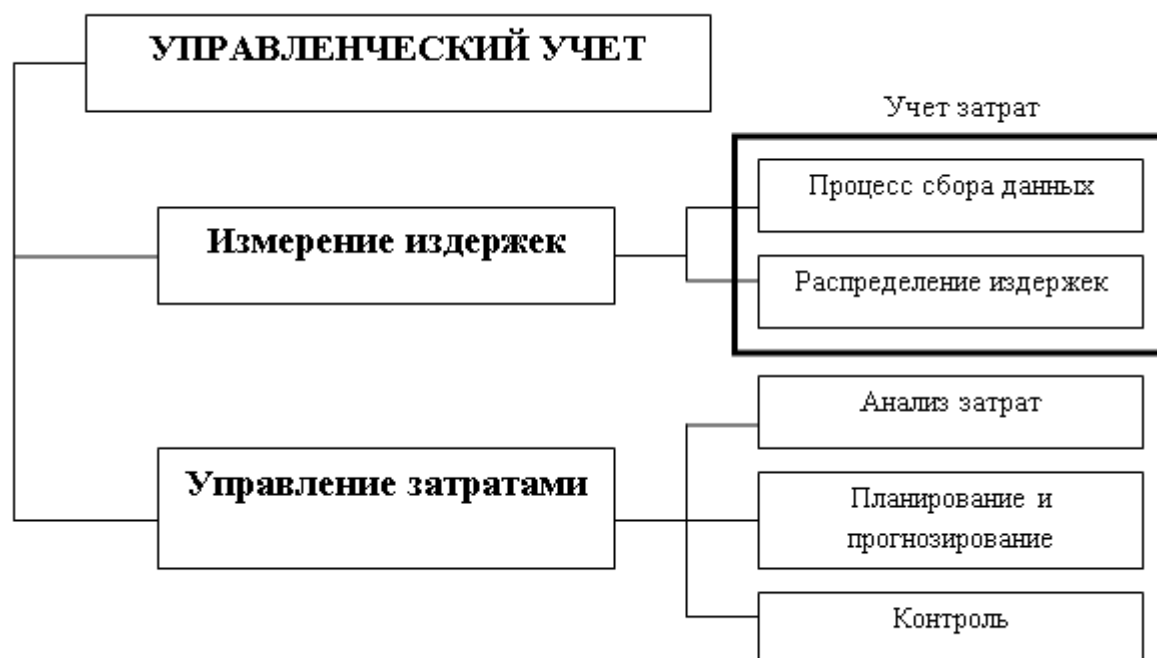 УПРАВЛЕНЧЕСКИЙ УЧЕТ
Учет затрат
Процесс сбора данных
Измерение издержек
Распределение издержек
Анализ затрат
Управление затратами
Планирование и
прогнозирование
Контроль